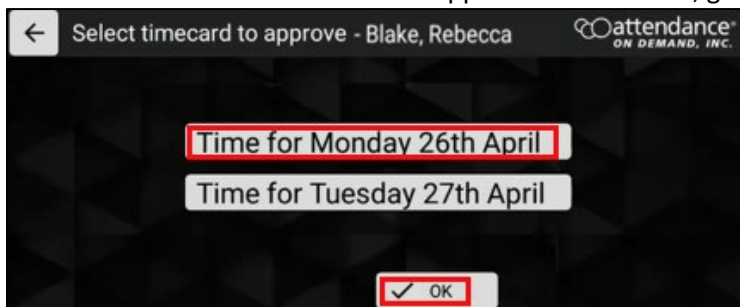 Select timecard to approve - Blake, Rebecca
attendance®
ON DEMAND, INC.
Time for Monday 26th April
Time for Tuesday 27th April
OK